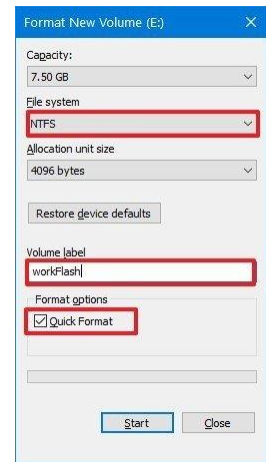 Format New Volume (E:)
Capacity:
7.50 GB
File system
NTFS
Allocation unit size
4096 bytes
Restore device defaults
Volume label
workFlash
Format options
Quick Format
Start
Close